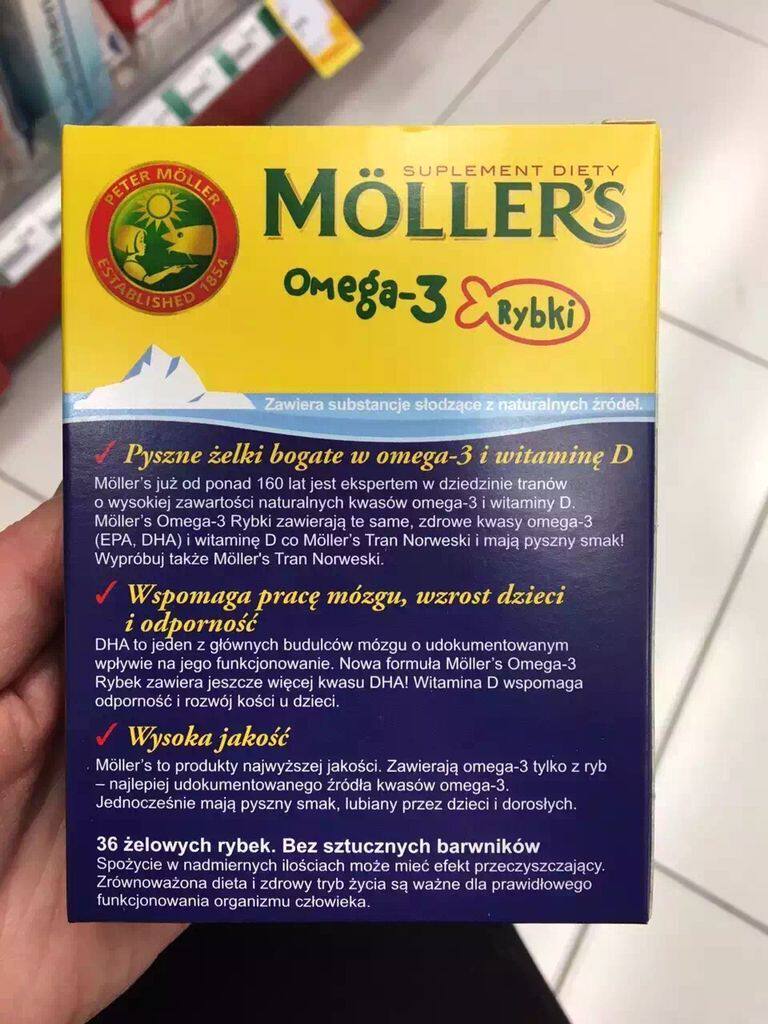 PETER MÖLLER
ESTABLISHED 1854
SUPLEMENT DIETY
MÖLLER'S
Omega-3 Rybki
Zawiera substancje słodzące z naturalnych źródeł.
Pyszne żelki bogate w omega-3 i witaminę D
Möller's już od ponad 160 lat jest ekspertem w dziedzinie tranów
o wysokiej zawartości naturalnych kwasów omega-3 i witaminy D.
Möller's Omega-3 Rybki zawierają te same, zdrowe kwasy omega-3
(EPA, DHA) i witaminę D co Möller's Tran Norweski i mają pyszny smak!
Wypróbuj także Möller's Tran Norweski.
Wspomaga pracę mózgu, wzrost dzieci
i odporność
DHA to jeden z głównych budulców mózgu o udokumentowanym
wpływie na jego funkcjonowanie. Nowa formuła Möller's Omega-3
Rybek zawiera jeszcze więcej kwasu DHA! Witamina D wspomaga
odporność i rozwój kości u dzieci.
Wysoka jakość
Möller's to produkty najwyższej jakości. Zawierają omega-3 tylko z ryb
– najlepiej udokumentowanego źródła kwasów omega-3.
Jednocześnie mają pyszny smak, lubiany przez dzieci i dorosłych.
36 żelowych rybek. Bez sztucznych barwników
Spożycie w nadmiernych ilościach może mieć efekt przeczyszczający.
Zrównoważona dieta i zdrowy tryb życia są ważne dla prawidłowego
funkcjonowania organizmu człowieka.